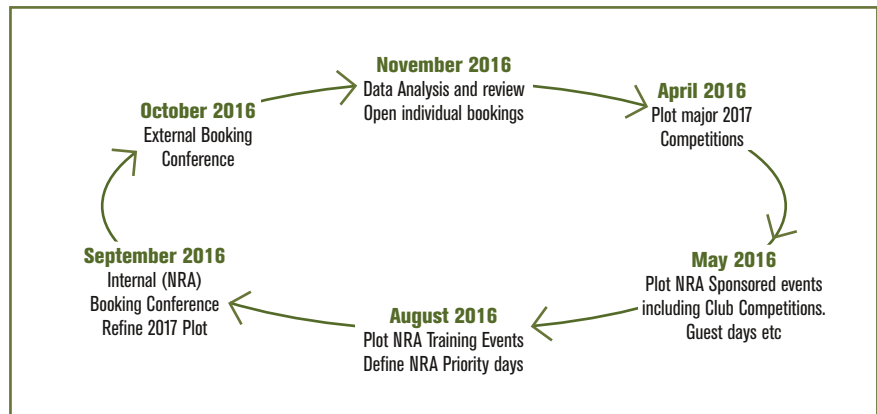 November 2016
Data Analysis and review
Open individual bookings
April 2016
Plot major 2017
Competitions
May 2016
Plot NRA Sponsored events
including Club Competitions.
Guest days etc
August 2016
Plot NRA Training Events
Define NRA Priority days
September 2016
Internal (NRA)
Booking Conference
Refine 2017 Plot
October 2016
External Booking
Conference